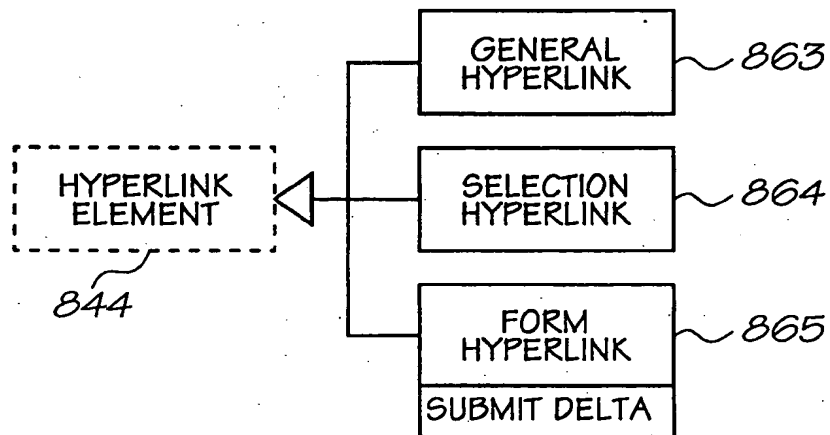 GENERAL
HYPERLINK
863
HYPERLINK
ELEMENT
844
SELECTION
HYPERLINK
864
FORM
HYPERLINK
865
SUBMIT DELTA